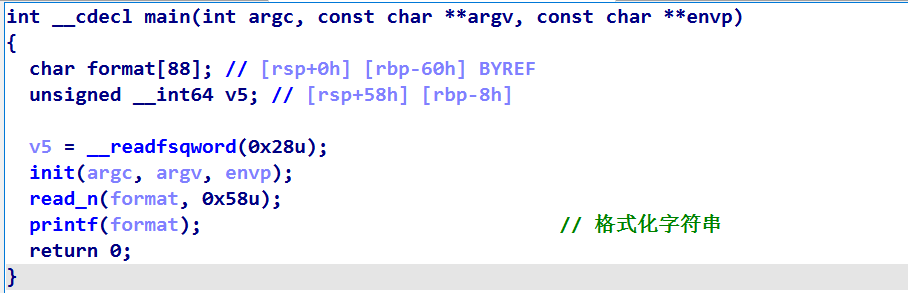 int __cdecl main(int argc, const char **argv, const char **envp)
{
  char format[88]; // [rsp+0h] [rbp-60h] BYREF
  unsigned __int64 v5; // [rsp+58h] [rbp-8h]

  v5 = __readfsqword(0x28u);
  init(argc, argv, envp);
  read_n(format, 0x58u);
  printf(format);                              // 格式化字符串
  return 0;
}